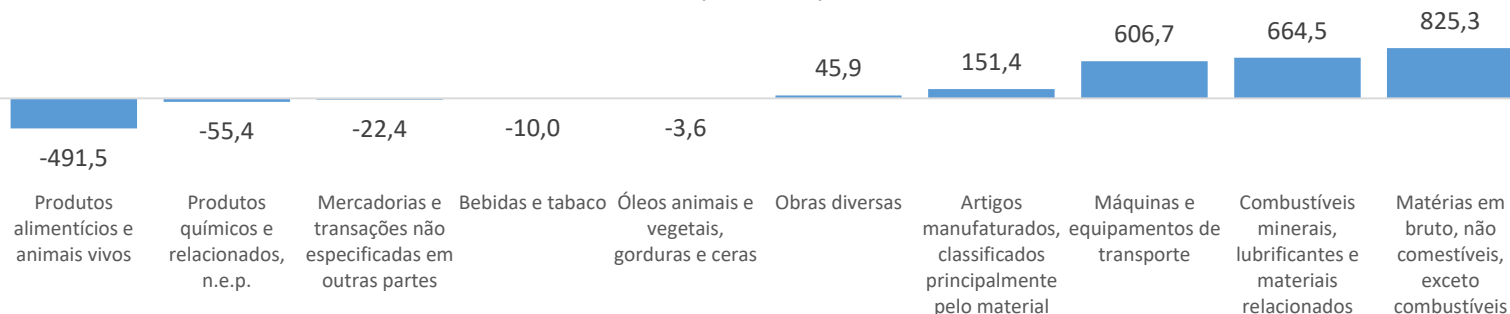 825,3
664,5
606,7
151,4
45,9
-3,6
-10,0
-22,4
-55,4
-491,5
Produtos
alimentícios e
animais vivos
Produtos
químicos e
relacionados,
n.e.p.
Mercadorias e
transações não
especificadas em
outras partes
Bebidas e tabaco
Óleos animais e
vegetais,
gorduras e ceras
Obras diversas
Artigos
manufaturados,
classificados
principalmente
pelo material
Máquinas e
equipamentos de
transporte
Combustíveis
minerais,
lubrificantes e
materiais
relacionados
Matérias em
bruto, não
comestíveis,
exceto
combustíveis